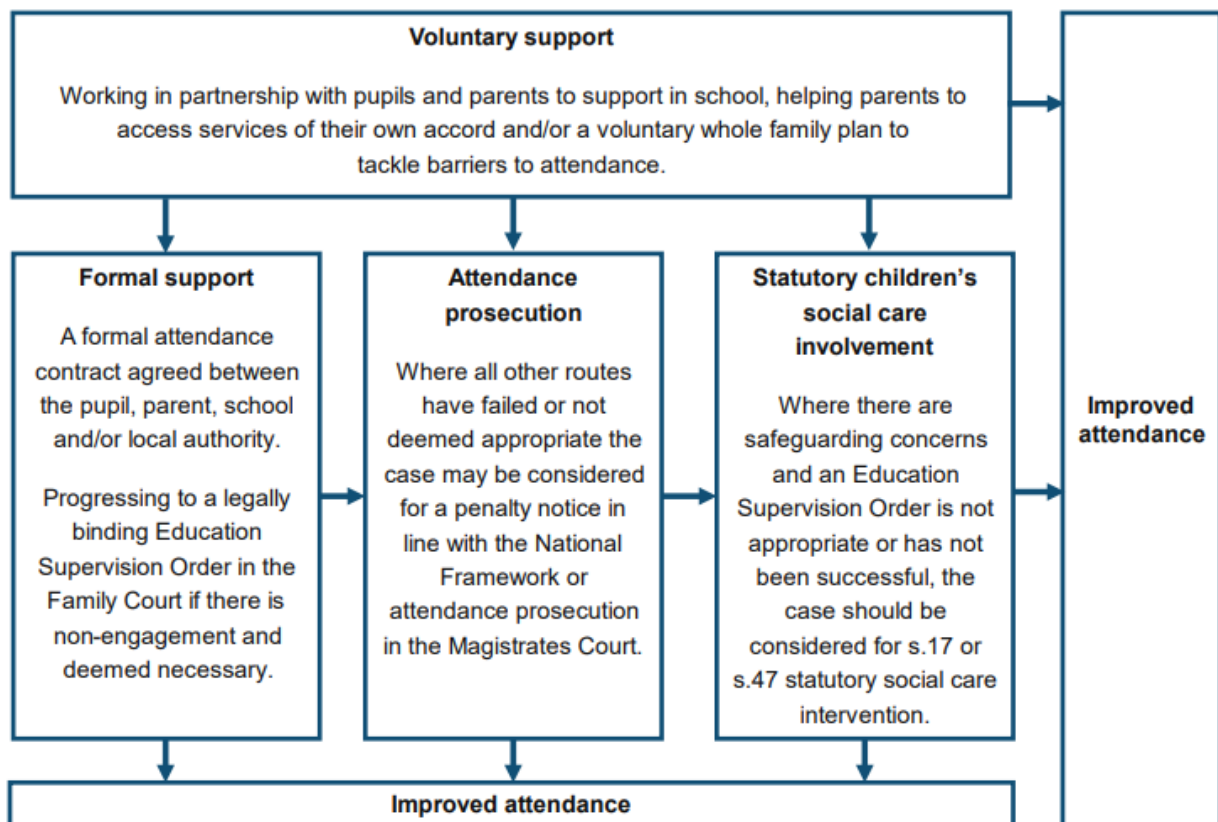 Voluntary support
Working in partnership with pupils and parents to support in school, helping parents to
access services of their own accord and/or a voluntary whole family plan to
tackle barriers to attendance.
Formal support
A formal attendance
contract agreed between
the pupil, parent, school
and/or local authority.
Progressing to a legally
binding Education
Supervision Order in the
Family Court if there is
non-engagement and
deemed necessary.
Attendance
prosecution
Where all other routes
have failed or not
deemed appropriate the
case may be considered
for a penalty notice in
line with the National
Framework or
attendance prosecution
in the Magistrates Court.
Statutory children’s
social care
involvement
Where there are
safeguarding concerns
and an Education
Supervision Order is not
appropriate or has not
been successful, the
case should be
considered for s.17 or
s.47 statutory social care
intervention.
Improved
attendance
Improved attendance